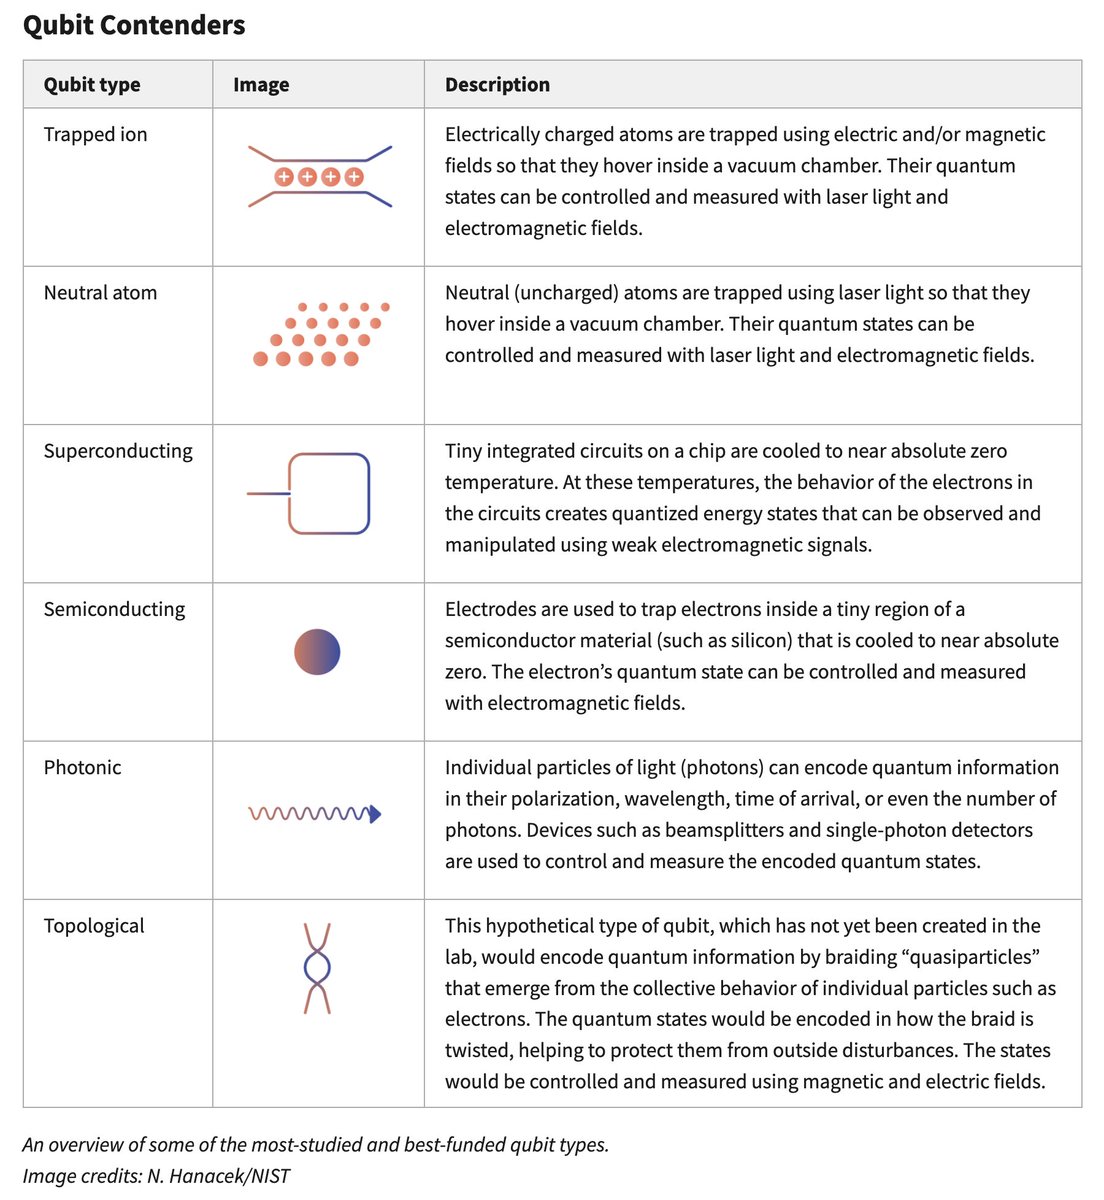 Qubit Contenders
Qubit type
Image
Description
Trapped ion
Electrically charged atoms are trapped using electric and/or magnetic
fields so that they hover inside a vacuum chamber. Their quantum
states can be controlled and measured with laser light and
electromagnetic fields.
+ + + +
Neutral atom
Neutral (uncharged) atoms are trapped using laser light so that they
hover inside a vacuum chamber. Their quantum states can be
controlled and measured with laser light and electromagnetic fields.
Superconducting
Tiny integrated circuits on a chip are cooled to near absolute zero
temperature. At these temperatures, the behavior of the electrons in
the circuits creates quantized energy states that can be observed and
manipulated using weak electromagnetic signals.
Semiconducting
Electrodes are used to trap electrons inside a tiny region of a
semiconductor material (such as silicon) that is cooled to near absolute
zero. The electron’s quantum state can be controlled and measured
with electromagnetic fields.
Photonic
Individual particles of light (photons) can encode quantum information
in their polarization, wavelength, time of arrival, or even the number of
photons. Devices such as beamsplitters and single-photon detectors
are used to control and measure the encoded quantum states.
Topological
This hypothetical type of qubit, which has not yet been created in the
lab, would encode quantum information by braiding “quasiparticles”
that emerge from the collective behavior of individual particles such as
electrons. The quantum states would be encoded in how the braid is
twisted, helping to protect them from outside disturbances. The states
would be controlled and measured using magnetic and electric fields.
An overview of some of the most-studied and best-funded qubit types.
Image credits: N. Hanacek/NIST